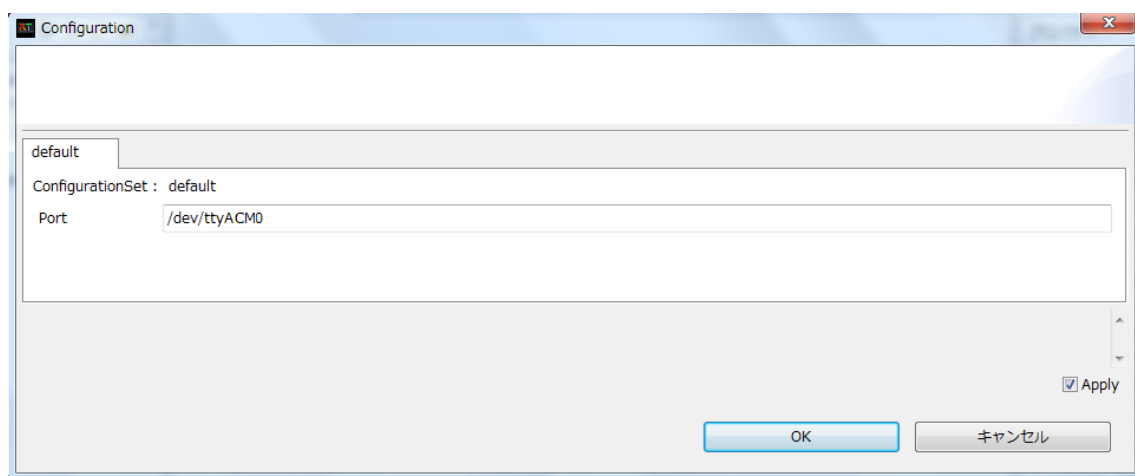 Configuration
default
ConfigurationSet : default
Port /dev/ttyACM0
Apply
OK キャンセル